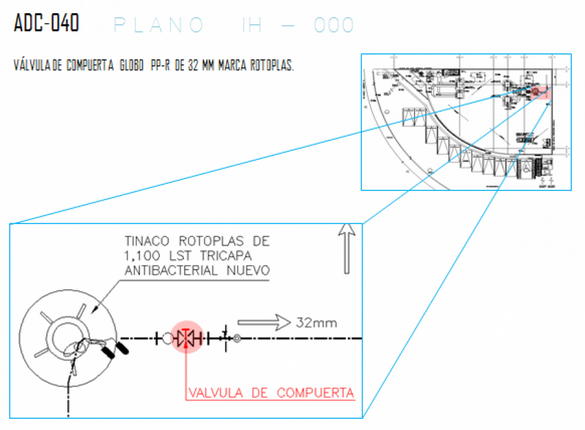 ADC-040 PLANO IH – 000
VÁLVULA DE COMPUERTA GLOBO PP-R DE 32 MM MARCA ROTOPLAS.
TINACO ROTOPLAS DE
1,100 LST TRICAPA
ANTIBACTERIAL NUEVO
32mm
VALVULA DE COMPUERTA